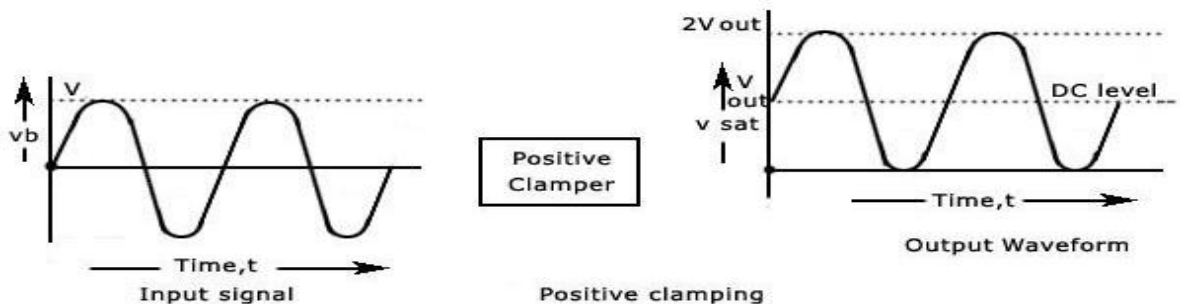 V
vb
Time,t
Input signal
Positive
Clamper
Positive clamping
2V out
V
out
v sat
DC level
Time,t
Output Waveform